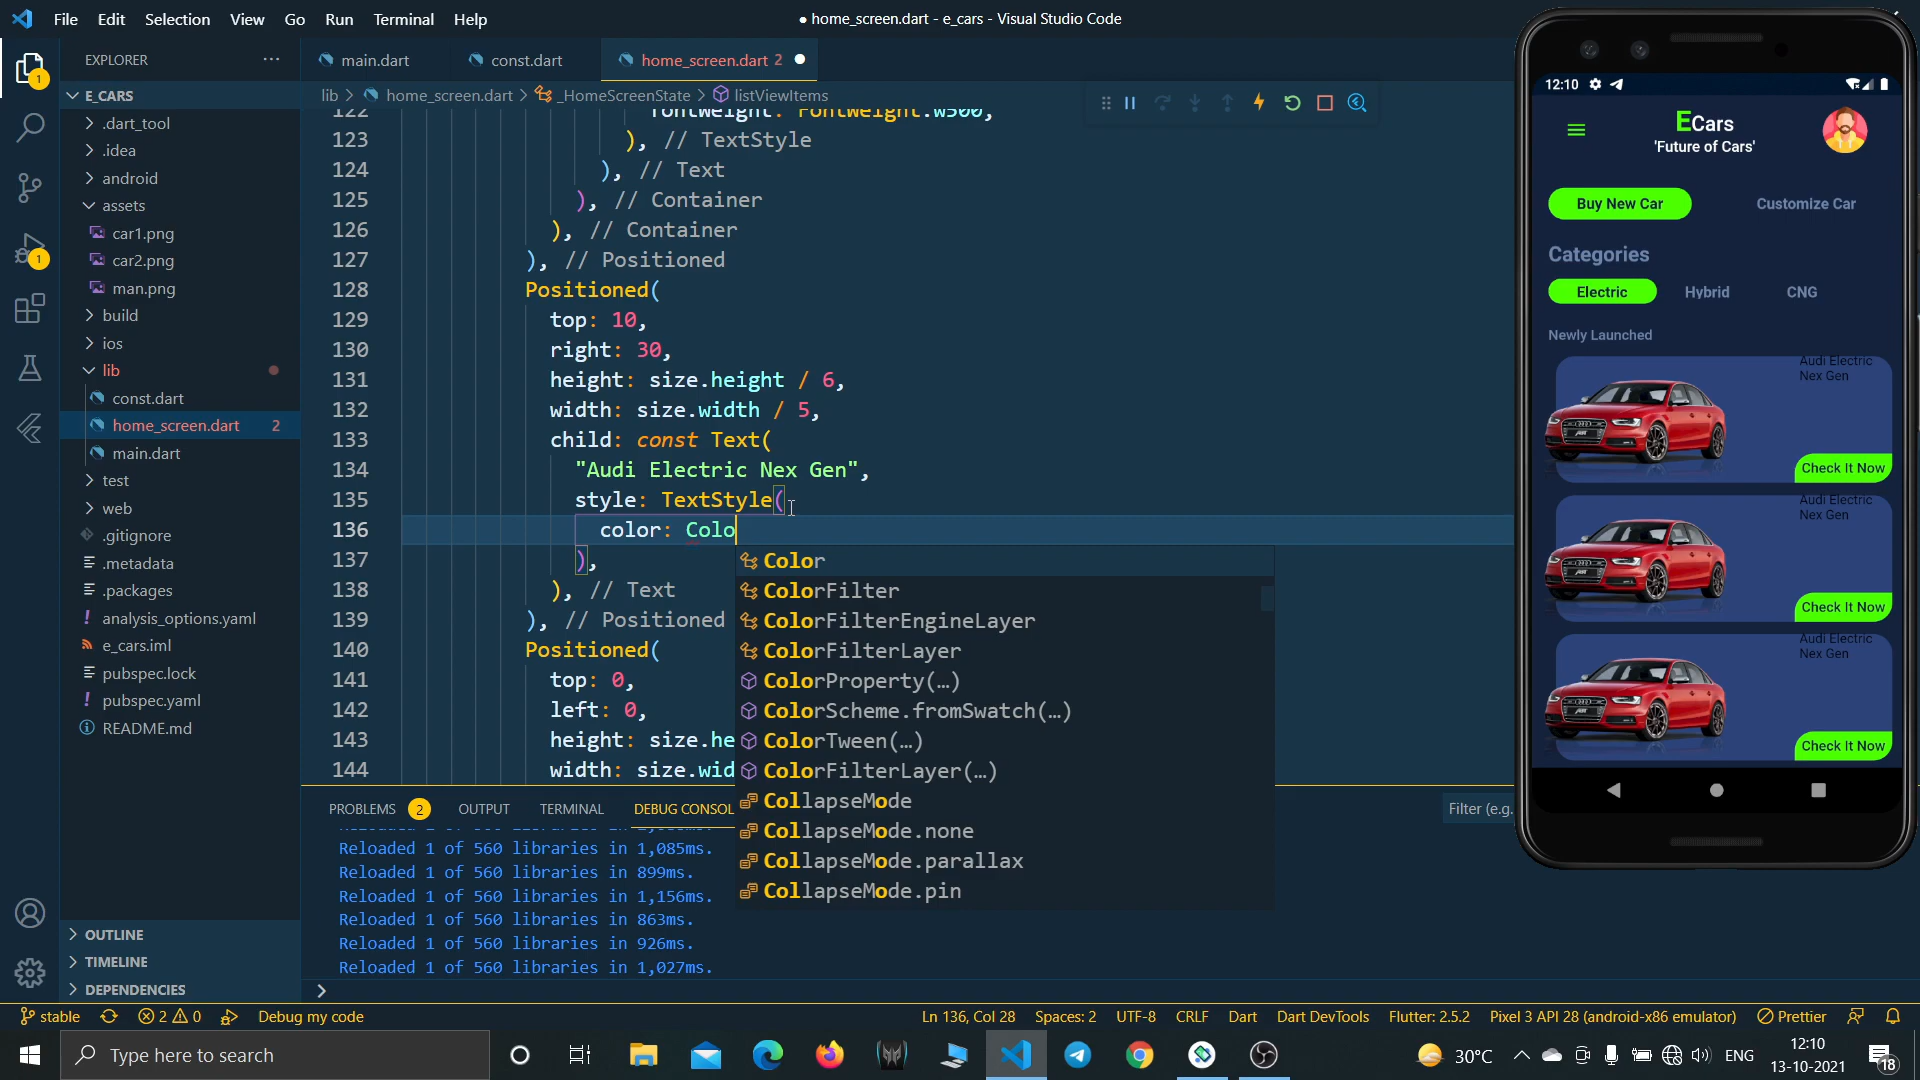 File Edit Selection View Go Run Terminal Help
● home_screen.dart - e_cars - Visual Studio Code
EXPLORER
E_CARS
.dart_tool
.idea
android
assets
car1.png
car2.png
man.png
build
ios
lib
const.dart
home_screen.dart 2
main.dart
test
web
.gitignore
.metadata
.packages
analysis_options.yaml
e_cars.iml
pubspec.lock
pubspec.yaml
README.md
OUTLINE
TIMELINE
DEPENDENCIES
1
1
main.dart const.dart home_screen.dart 2
lib > home_screen.dart > _HomeScreenState > listViewItems
122 fontWeight: FontWeight.w500,
123 ), // TextStyle
124 ), // Text
125 ), // Container
126 ), // Container
127 ), // Positioned
128 Positioned(
129 top: 10,
130 right: 30,
131 height: size.height / 6,
132 width: size.width / 5,
133 child: const Text(
134 "Audi Electric Nex Gen",
135 style: TextStyle(
136 color: Colo
137 ),
138 ), // Text
139 ), // Positioned
140 Positioned(
141 top: 0,
142 left: 0,
143 height: size.he
144 width: size.wid
Color
ColorFilter
ColorFilterEngineLayer
ColorFilterLayer
ColorProperty(…)
ColorScheme.fromSwatch(…)
ColorTween(…)
ColorFilterLayer(…)
CollapseMode
CollapseMode.none
CollapseMode.parallax
CollapseMode.pin
PROBLEMS 2 OUTPUT TERMINAL DEBUG CONSOL
Filter (e.g.
Reloaded 1 of 560 libraries in 1,085ms.
Reloaded 1 of 560 libraries in 899ms.
Reloaded 1 of 560 libraries in 1,156ms.
Reloaded 1 of 560 libraries in 863ms.
Reloaded 1 of 560 libraries in 926ms.
Reloaded 1 of 560 libraries in 1,027ms.
>
12:10
ECars
'Future of Cars'
Buy New Car Customize Car
Categories
Electric Hybrid CNG
Newly Launched
Audi Electric
Nex Gen
Check It Now
Audi Electric
Nex Gen
Check It Now
Audi Electric
Nex Gen
Check It Now
stable 2 0 Debug my code
Ln 136, Col 28 Spaces: 2 UTF-8 CRLF Dart Dart DevTools Flutter: 2.5.2 Pixel 3 API 28 (android-x86 emulator) Prettier
Type here to search
30°C ENG
12:10
13-10-2021
18